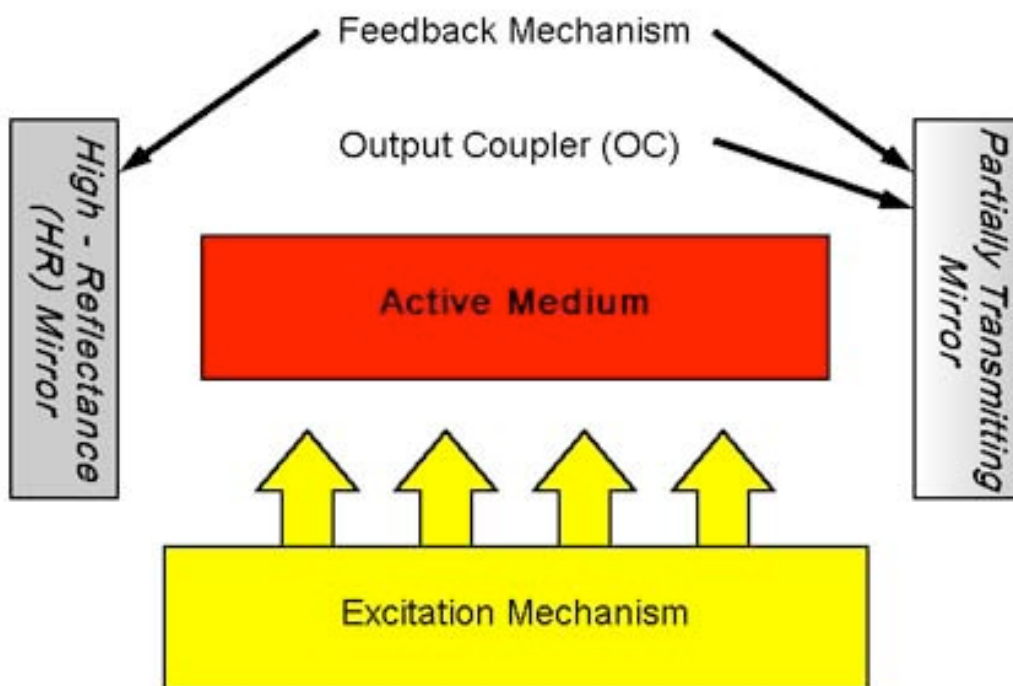 Feedback Mechanism
Output Coupler (OC)
High - Reflectance
(HR) Mirror
Active Medium
Partially Transmitting
Mirror
Excitation Mechanism